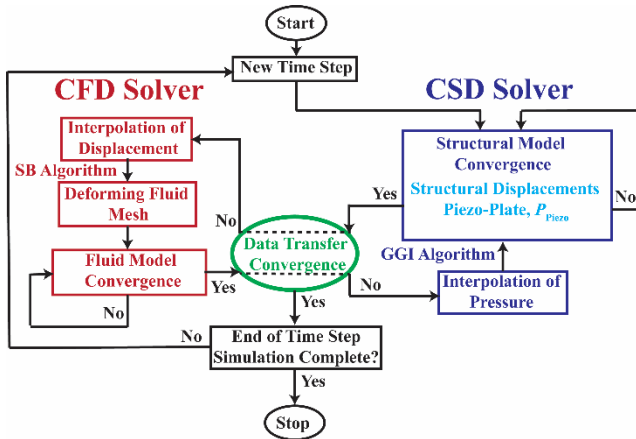 Start
New Time Step
CFD Solver
CSD Solver
Interpolation of
Displacement
SB Algorithm
Deforming Fluid
Mesh
Fluid Model
Convergence
No
Yes
No
Data Transfer
Convergence
Yes
Structural Model
Convergence
Structural Displacements
Piezo-Plate, P Piezo
No
GGI Algorithm
Interpolation of
Pressure
No
Yes
No
End of Time Step
Simulation Complete?
Yes
Stop